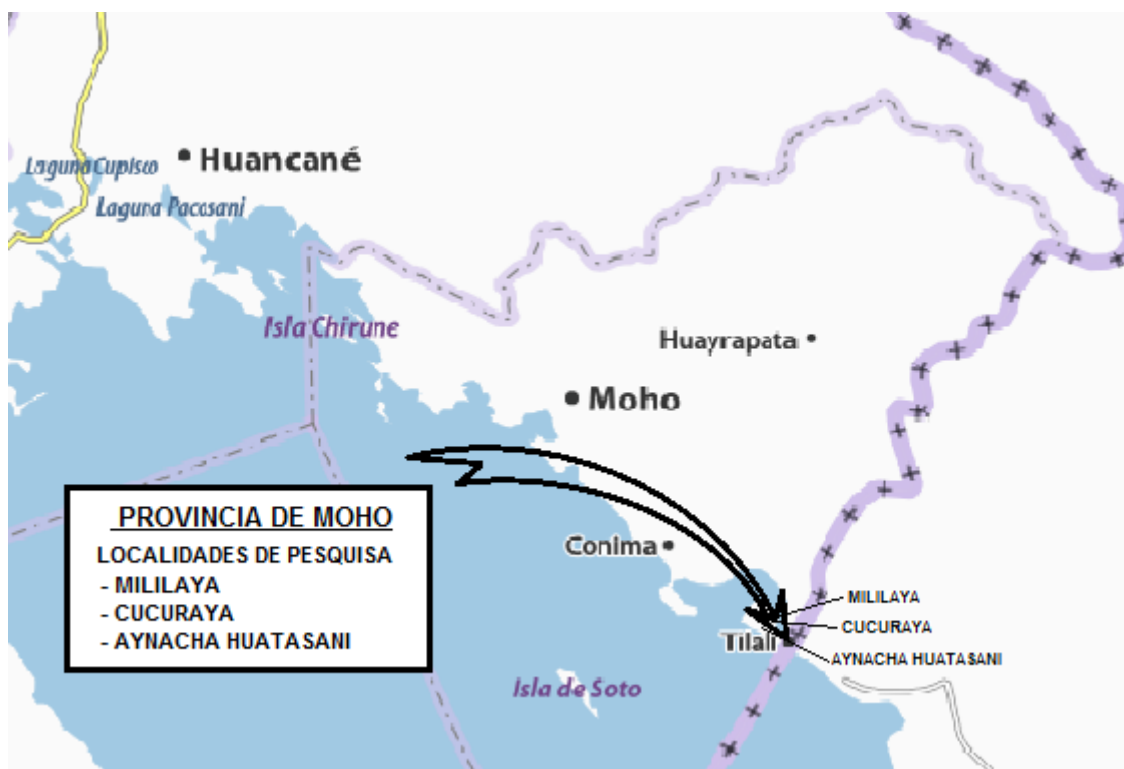 Huancané
Laguna Cupisco
Laguna Pacosani
Isla Chirune
Huayrapata
Moho
PROVINCIA DE MOHO
LOCALIDADES DE PESQUISA
- MILILAYA
- CUCURAYA
- AYNACHA HUATASANI
Conima
MILILAYA
CUCURAYA
Tilali
AYNACHA HUATASANI
Isla de Soto